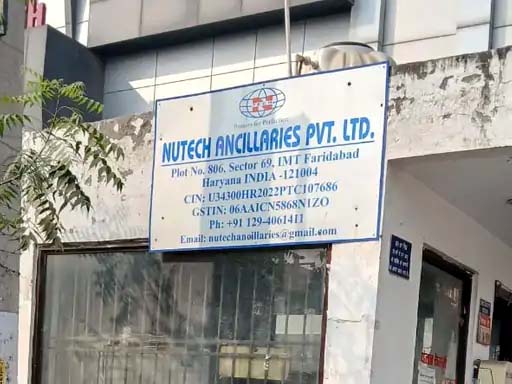 H
NUTECH ANCILLARIES PVT. LTD.
Plot No. 806, Sector 69, IMT Faridabad
Haryana INDIA -121004
CIN: U34300HR2022PTC107686
GSTIN: 06AAICN5868N1ZO
Ph: +91 129-4061411
Email: nutechancillaries@gmail.com